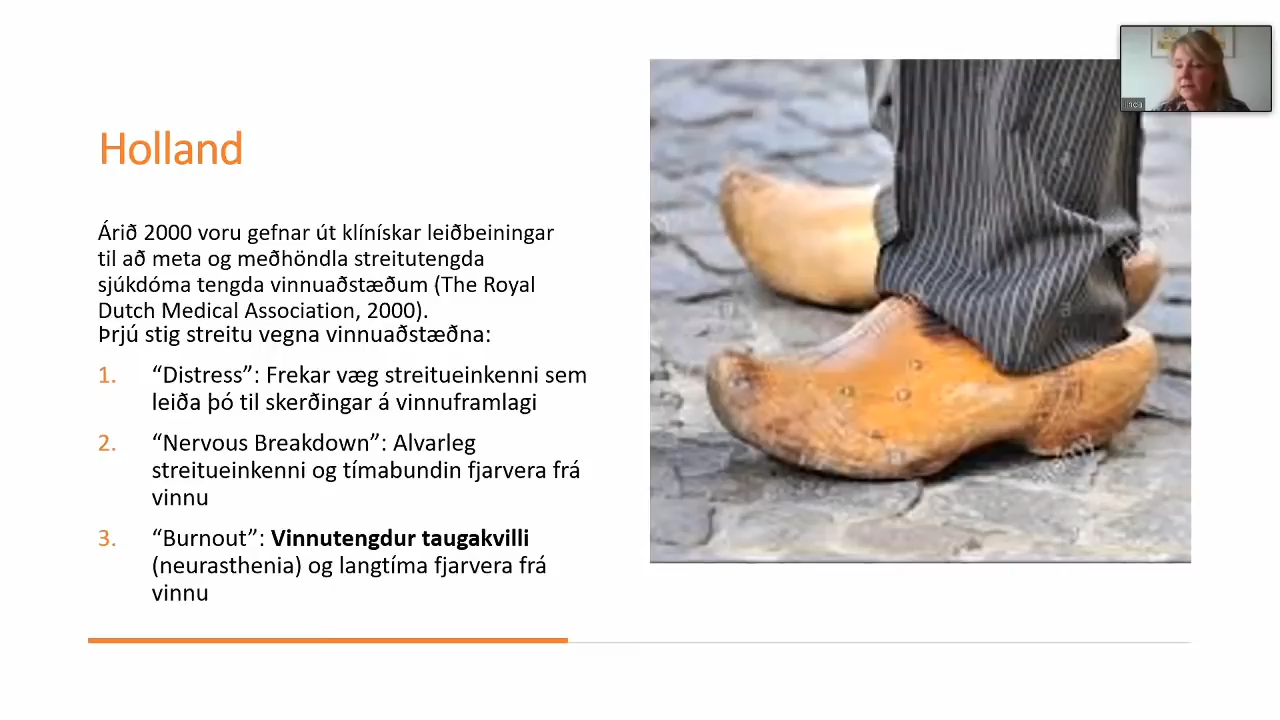 Holland
Árið 2000 voru gefnar út klínískar leiðbeiningar
til að meta og meðhöndla streitutengda
sjúkdóma tengda vinnuaðstæðum (The Royal
Dutch Medical Association, 2000).
Þrjú stig streitu vegna vinnuaðstæðna:
1. “Distress”: Frekar væg streitueinkenni sem
leiða þó til skerðingar á vinnuframlagi
2. “Nervous Breakdown”: Alvarleg
streitueinkenni og tímabundin fjarvera frá
vinnu
3. “Burnout”: Vinnutengdur taugakvilli
(neurasthenia) og langtíma fjarvera frá
vinnu